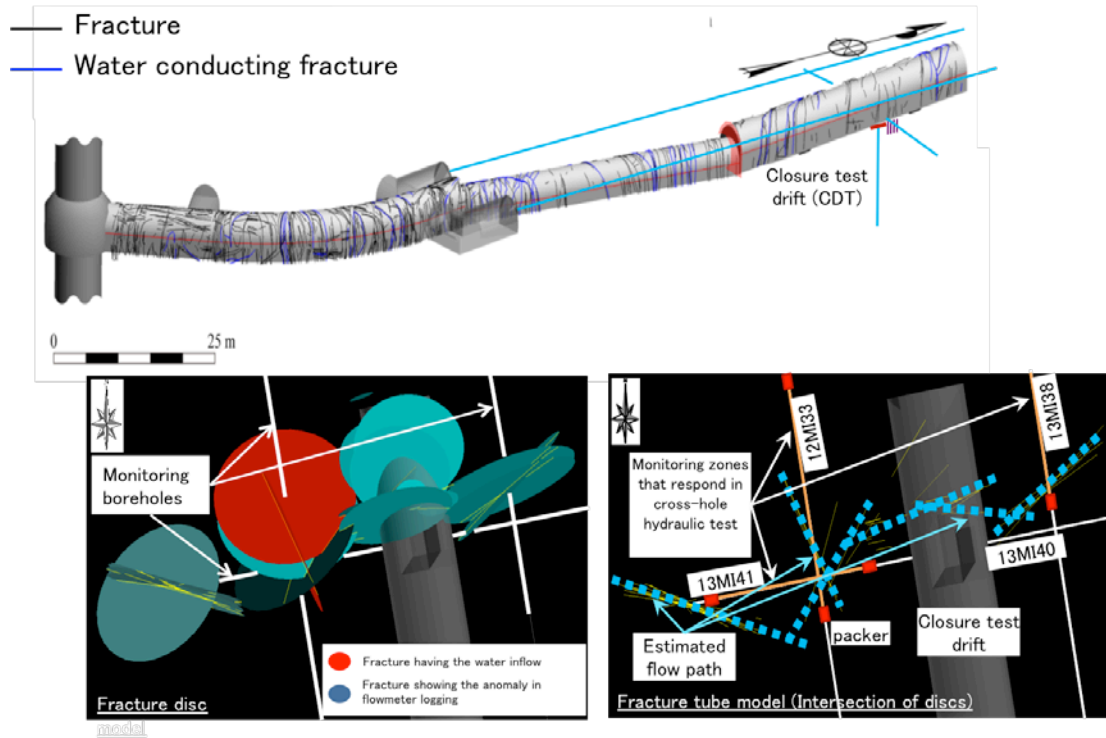 Fracture
Water conducting fracture
Closure test
drift (CDT)
0
25 m
Monitoring
boreholes
Fracture having the water inflow
Fracture showing the anomaly in
flowmeter logging
Fracture disc
model
12MI33
13MI38
Monitoring zones
that respond in
cross-hole
hydraulic test
13MI41
13MI40
Estimated
flow path
packer
Closure test
drift
Fracture tube model (Intersection of discs)